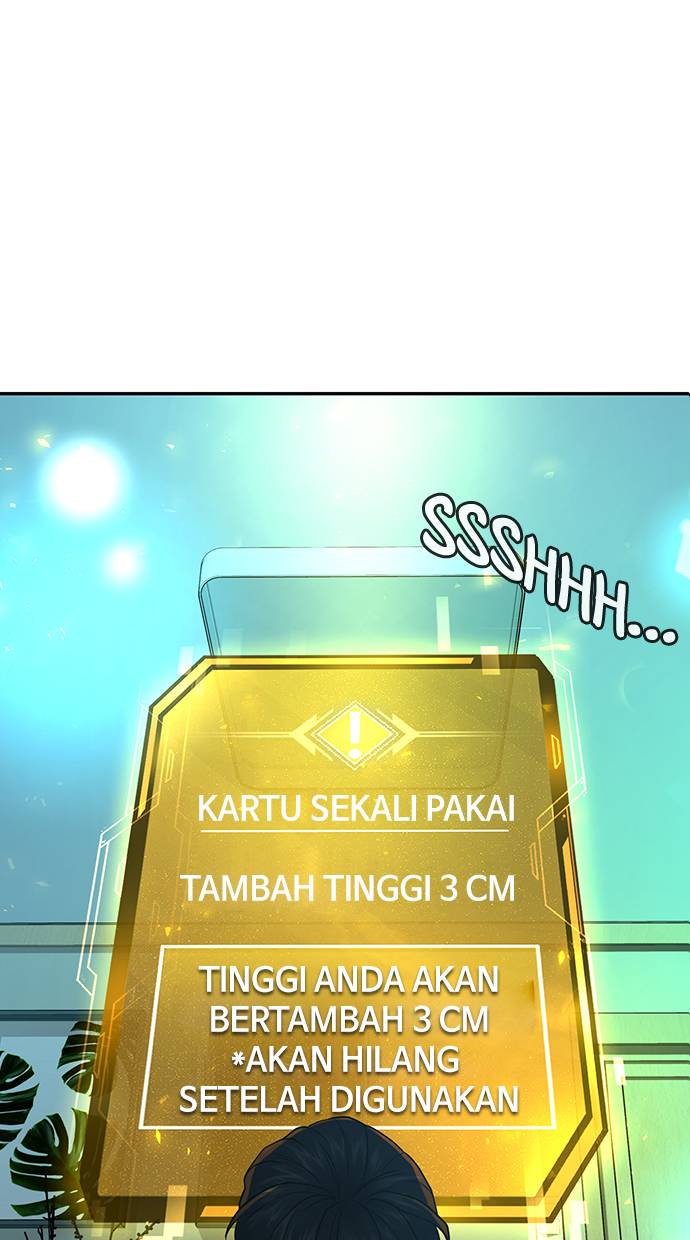 SSSHHH...
!
KARTU SEKALI PAKAI
TAMBAH TINGGI 3 CM
TINGGI ANDA AKAN
BERTAMBAH 3 CM
*AKAN HILANG
SETELAH DIGUNAKAN